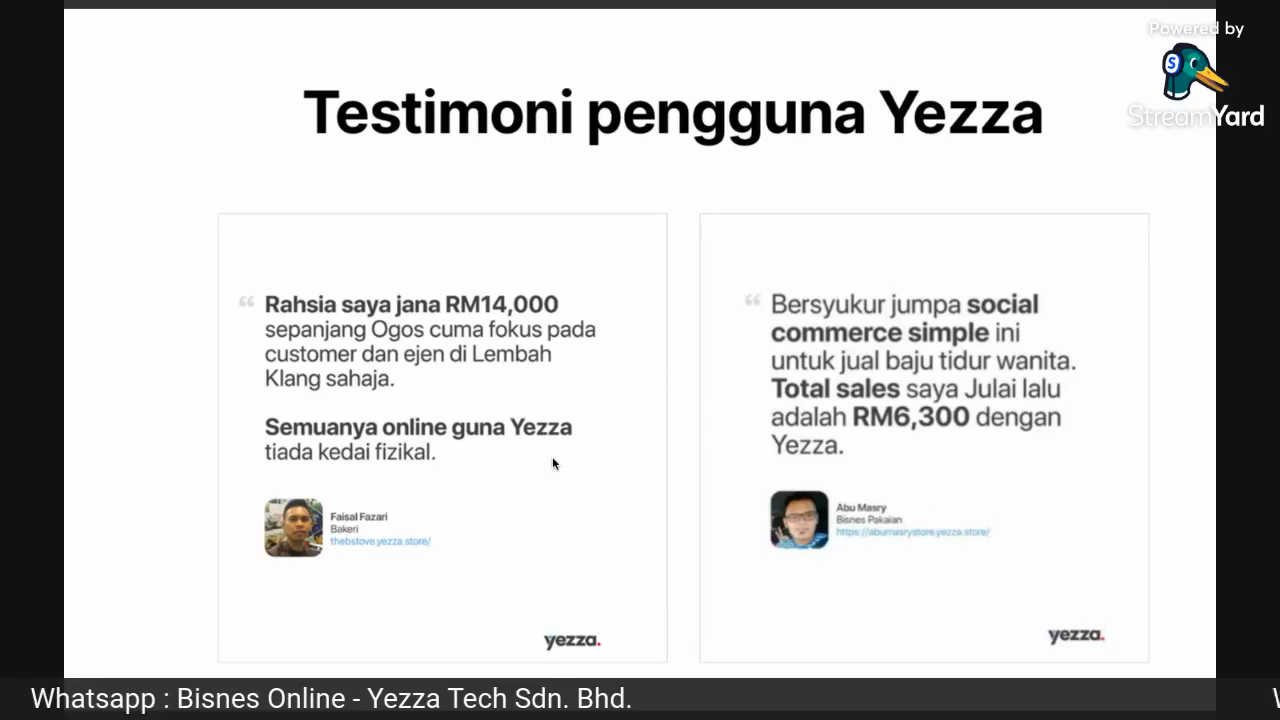 Powered by
StreamYard
Testimoni pengguna Yezza
“ Rahsia saya jana RM14,000
sepanjang Ogos cuma fokus pada
customer dan ejen di Lembah
Klang sahaja.
Semuanya online guna Yezza
tiada kedai fizikal.
Faisal Fazari
Bakeri
thebstove.yezza.store/
yezza.
“ Bersyukur jumpa social
commerce simple ini
untuk jual baju tidur wanita.
Total sales saya Julai lalu
adalah RM6,300 dengan
Yezza.
Abu Masry
Bisnes Pakaian
https://abumasrystore.yezza.store/
yezza.
Whatsapp : Bisnes Online - Yezza Tech Sdn. Bhd.